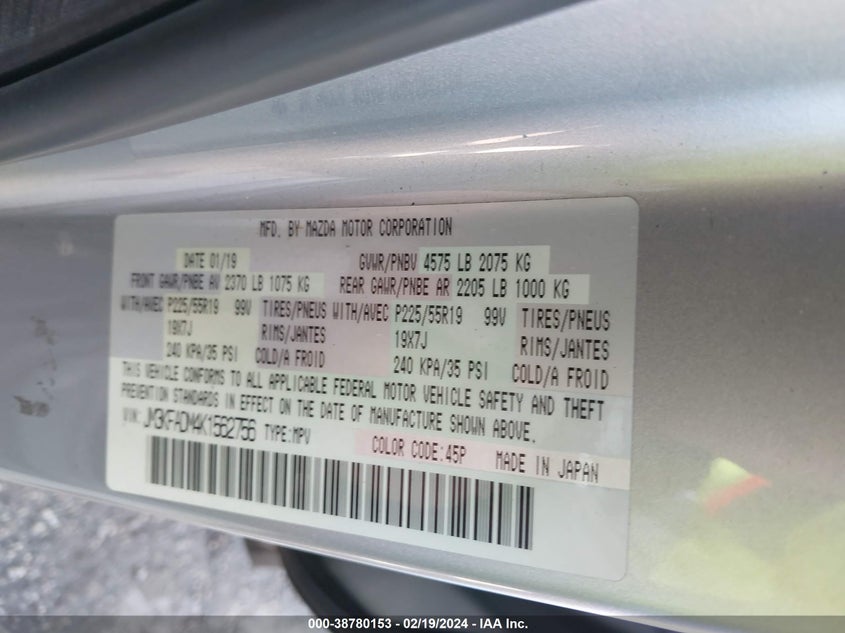 MFD. BY MAZDA MOTOR CORPORATION
DATE 01/19 GVWR/PNBV 4575 LB 2075 KG
FRONT GAWR/PNBE AV 2370 LB 1075 KG REAR GAWR/PNBE AR 2205 LB 1000 KG
WITH/AVEC P225/55R19 99V TIRES/PNEUS WITH/AVEC P225/55R19 99V TIRES/PNEUS
19X7J RIMS/JANTES 19X7J RIMS/JANTES
240 KPA/35 PSI COLD/A FROID 240 KPA/35 PSI COLD/A FROID
THIS VEHICLE CONFORMS TO ALL APPLICABLE FEDERAL MOTOR VEHICLE SAFETY AND THEFT
PREVENTION STANDARDS IN EFFECT ON THE DATE OF MANUFACTURE SHOWN ABOVE.
VIN: JM3KFADM4K1562756 TYPE:MPV COLOR CODE:45P MADE IN JAPAN
000-38780153 - 02/19/2024 - IAA Inc.